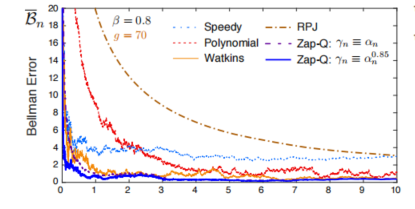 B̄ₙ
20
18
16
14
12
10
8
6
4
2
0
Bellman Error
β = 0.8
g = 70
Speedy
Polynomial
Watkins
RPJ
Zap-Q: γₙ ≡ αₙ
Zap-Q: γₙ ≡ αₙ^0.85
0 1 2 3 4 5 6 7 8 9 10